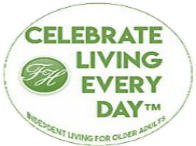 CELEBRATE
LIVING
FH
EVERY
DAY™
INDEPENDENT LIVING FOR OLDER ADULTS